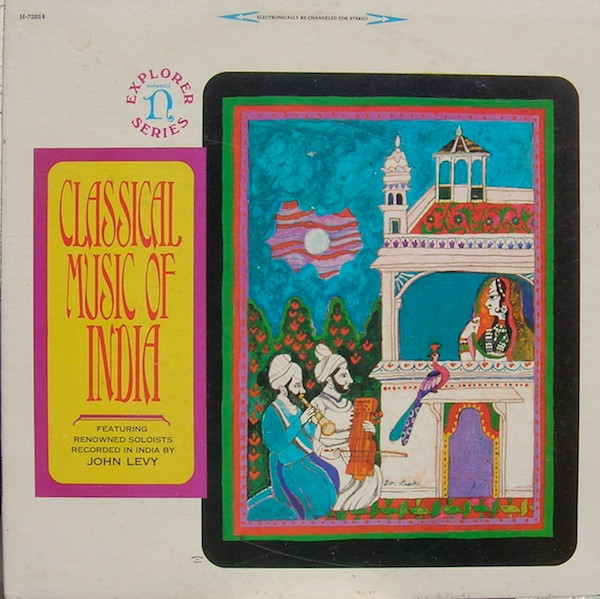 H-72014
ELECTRONICALLY RE-CHANNELED FOR STEREO
EXPLORER
NONESUCH
n
SERIES
CLASSICAL
MUSIC OF
INDIA
FEATURING
RENOWNED SOLOISTS
RECORDED IN INDIA BY
JOHN LEVY